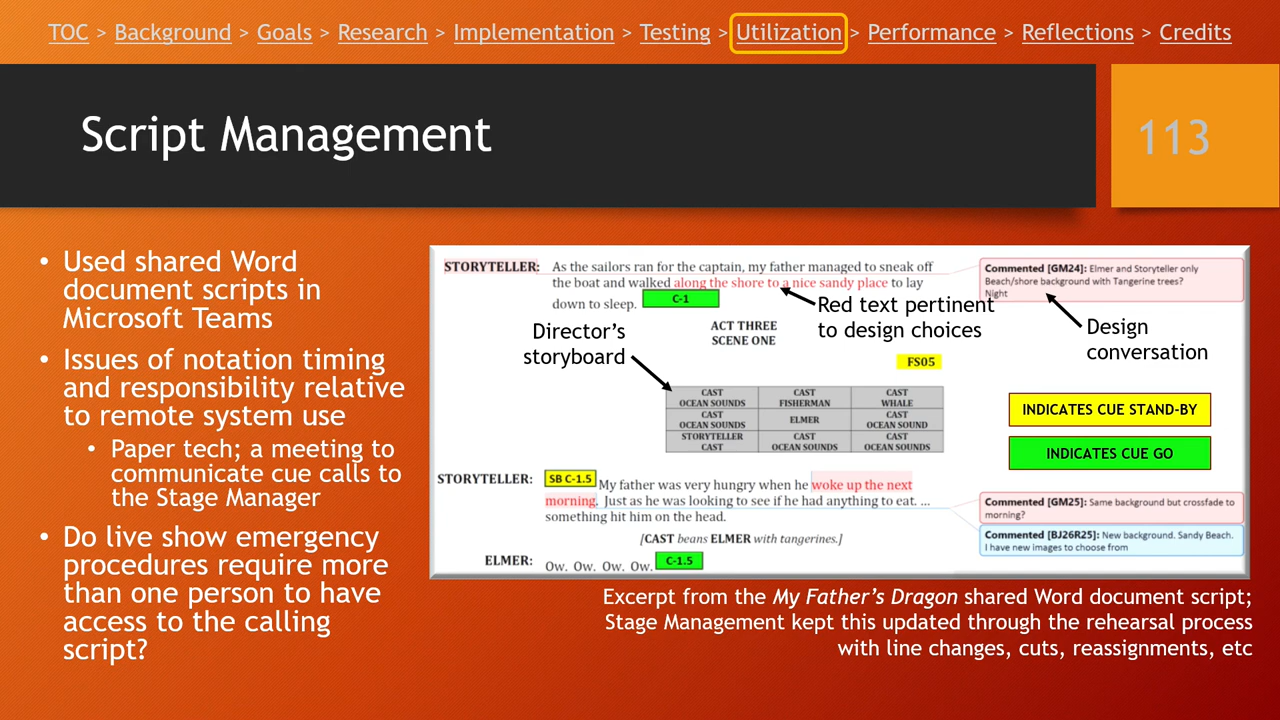 TOC > Background > Goals > Research > Implementation > Testing > Utilization > Performance > Reflections > Credits
Script Management
113
• Used shared Word
document scripts in
Microsoft Teams
• Issues of notation timing
and responsibility relative
to remote system use
• Paper tech; a meeting to
communicate cue calls to
the Stage Manager
• Do live show emergency
procedures require more
than one person to have
access to the calling
script?
STORYTELLER: As the sailors ran for the captain, my father managed to sneak off
the boat and walked along the shore to a nice sandy place to lay
down to sleep. C-1
Commented [GM24]: Elmer and Storyteller only
Beach/shore background with Tangerine trees?
Night
Red text pertinent
to design choices
Design
conversation
Director's
storyboard
ACT THREE
SCENE ONE
FS05
CAST CAST CAST
OCEAN SOUNDS FISHERMAN WHALE
CAST ELMER CAST
OCEAN SOUNDS OCEAN SOUND
STORYTELLER CAST CAST
CAST OCEAN SOUNDS OCEAN SOUNDS
INDICATES CUE STAND-BY
INDICATES CUE GO
STORYTELLER: SB C-1.5 My father was very hungry when he woke up the next
morning. Just as he was looking to see if he had anything to eat. ...
something hit him on the head.
Commented [GM25]: Same background but crossfade to
morning?
Commented [BJ26R25]: New background. Sandy Beach.
I have new images to choose from
[CAST beans ELMER with tangerines.]
ELMER: Ow. Ow. Ow. Ow. C-1.5
Excerpt from the My Father's Dragon shared Word document script;
Stage Management kept this updated through the rehearsal process
with line changes, cuts, reassignments, etc